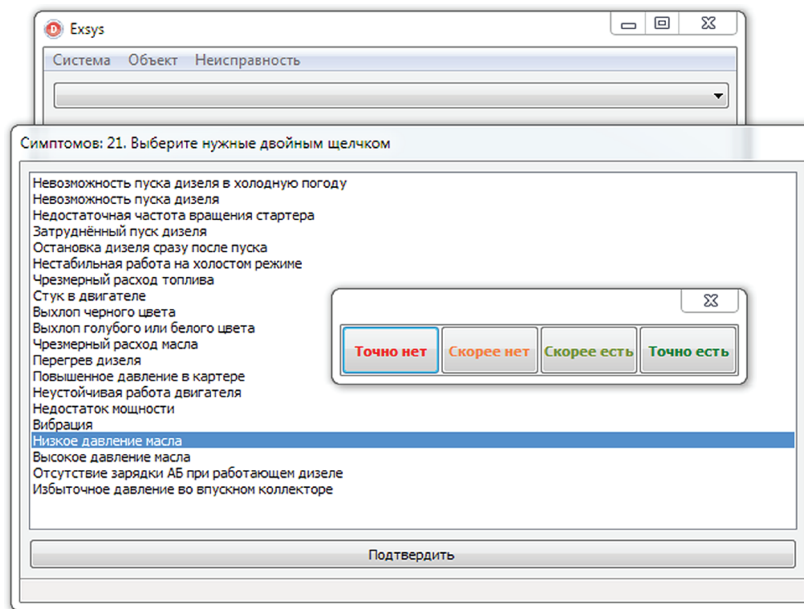 Exsys
Система Объект Неисправность
Симптомов: 21. Выберите нужные двойным щелчком
Невозможность пуска дизеля в холодную погоду
Невозможность пуска дизеля
Недостаточная частота вращения стартера
Затруднённый пуск дизеля
Остановка дизеля сразу после пуска
Нестабильная работа на холостом режиме
Чрезмерный расход топлива
Стук в двигателе
Выхлоп черного цвета
Выхлоп голубого или белого цвета
Чрезмерный расход масла
Перегрев дизеля
Повышенное давление в картере
Неустойчивая работа двигателя
Недостаток мощности
Вибрация
Низкое давление масла
Высокое давление масла
Отсутствие зарядки АБ при работающем дизеле
Избыточное давление во впускном коллекторе
Точно нет Скорее нет Скорее есть Точно есть
Подтвердить